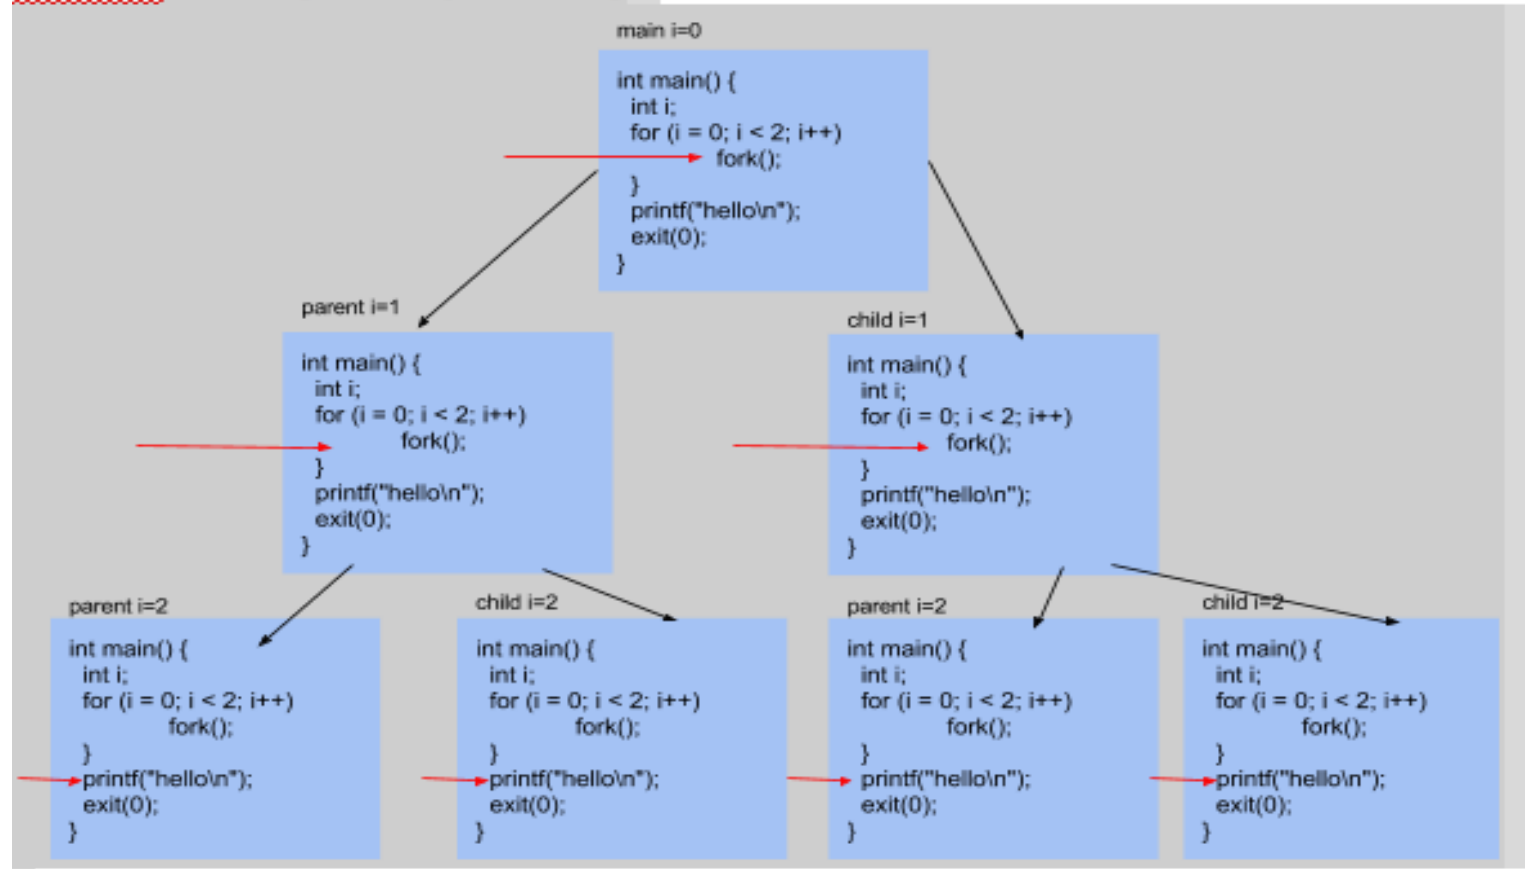 main i=0
int main() {
int i;
for (i = 0; i < 2; i++)
fork();
}
printf("hello\n");
exit(0);
}
parent i=1
int main() {
int i;
for (i = 0; i < 2; i++)
fork();
}
printf("hello\n");
exit(0);
}
child i=1
int main() {
int i;
for (i = 0; i < 2; i++)
fork();
}
printf("hello\n");
exit(0);
}
parent i=2
int main() {
int i;
for (i = 0; i < 2; i++)
fork();
}
printf("hello\n");
exit(0);
}
child i=2
int main() {
int i;
for (i = 0; i < 2; i++)
fork();
}
printf("hello\n");
exit(0);
}
parent i=2
int main() {
int i;
for (i = 0; i < 2; i++)
fork();
}
printf("hello\n");
exit(0);
}
child i=2
int main() {
int i;
for (i = 0; i < 2; i++)
fork();
}
printf("hello\n");
exit(0);
}